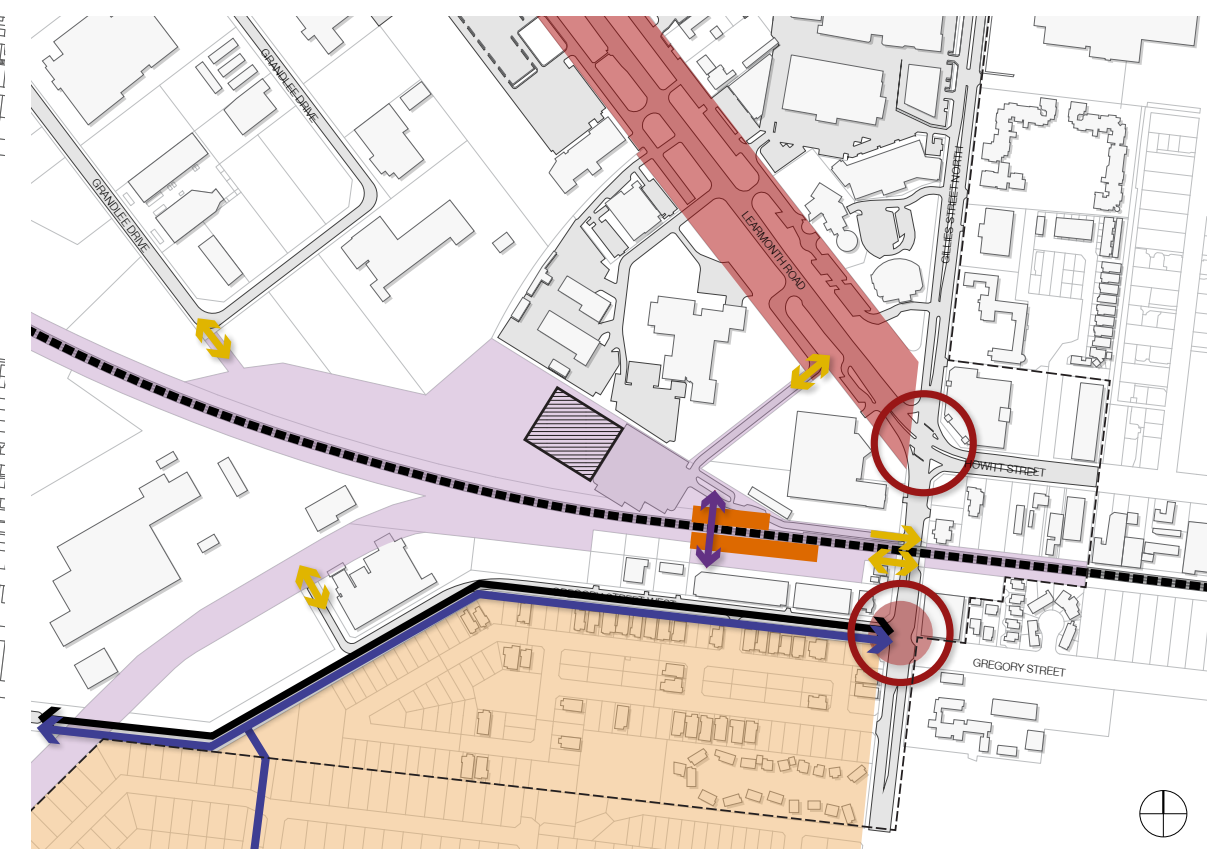 GRANDLEE DRIVE
GRANDLEE DRIVE
GILLIES STREET NORTH
LEARMONTH ROAD
HOWITT STREET
GREGORY STREET